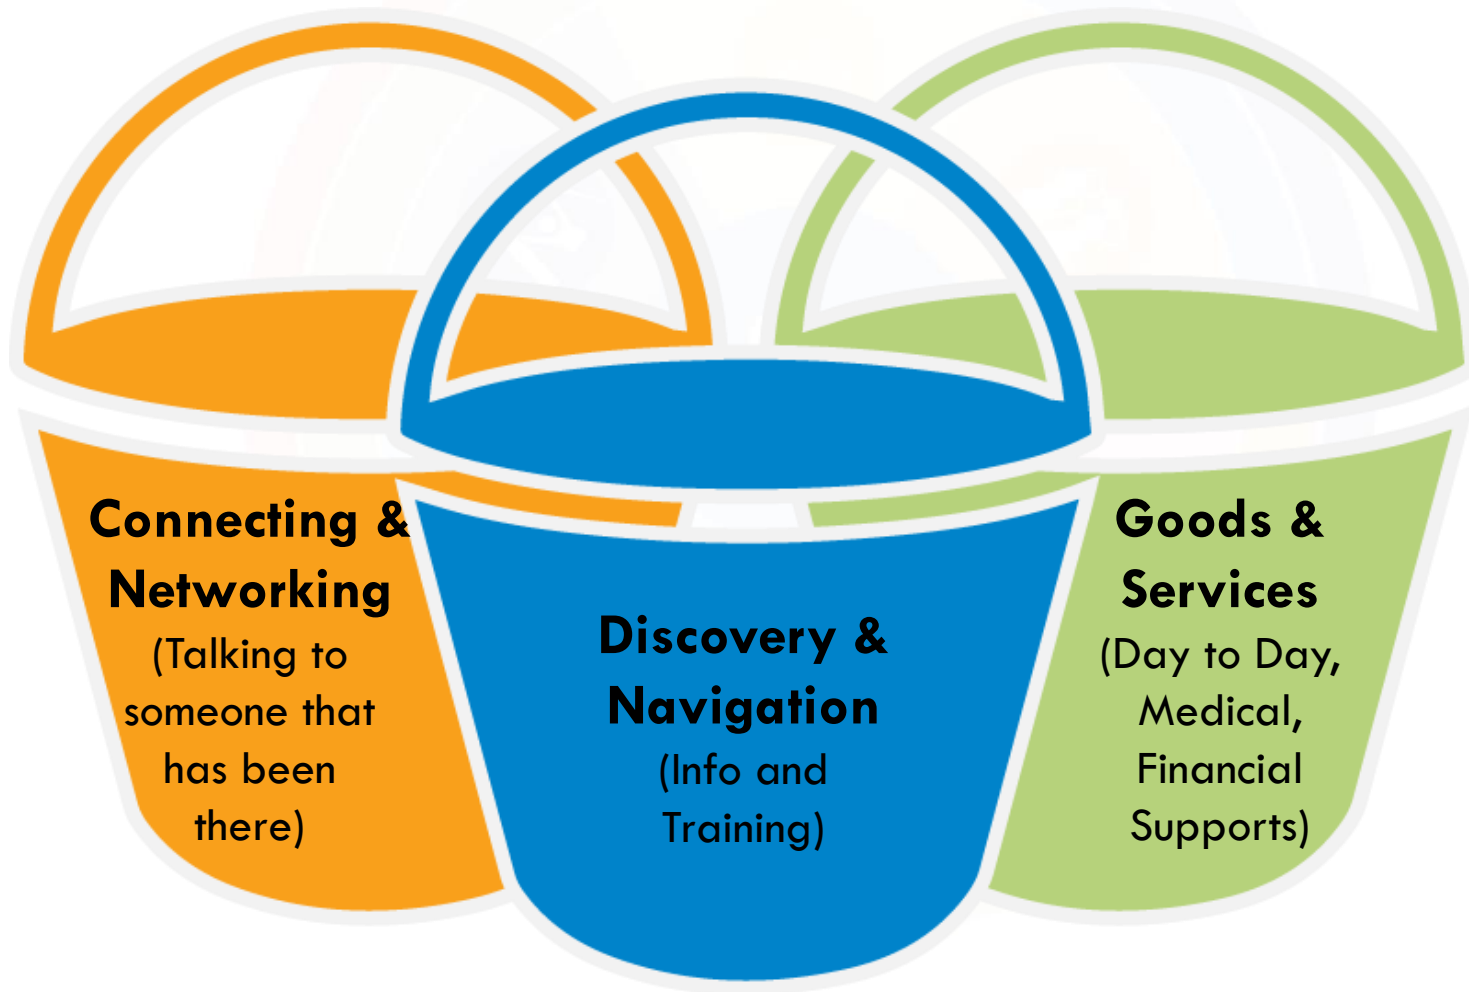 Connecting &
Networking
(Talking to
someone that
has been
there)
Discovery &
Navigation
(Info and
Training)
Goods &
Services
(Day to Day,
Medical,
Financial
Supports)